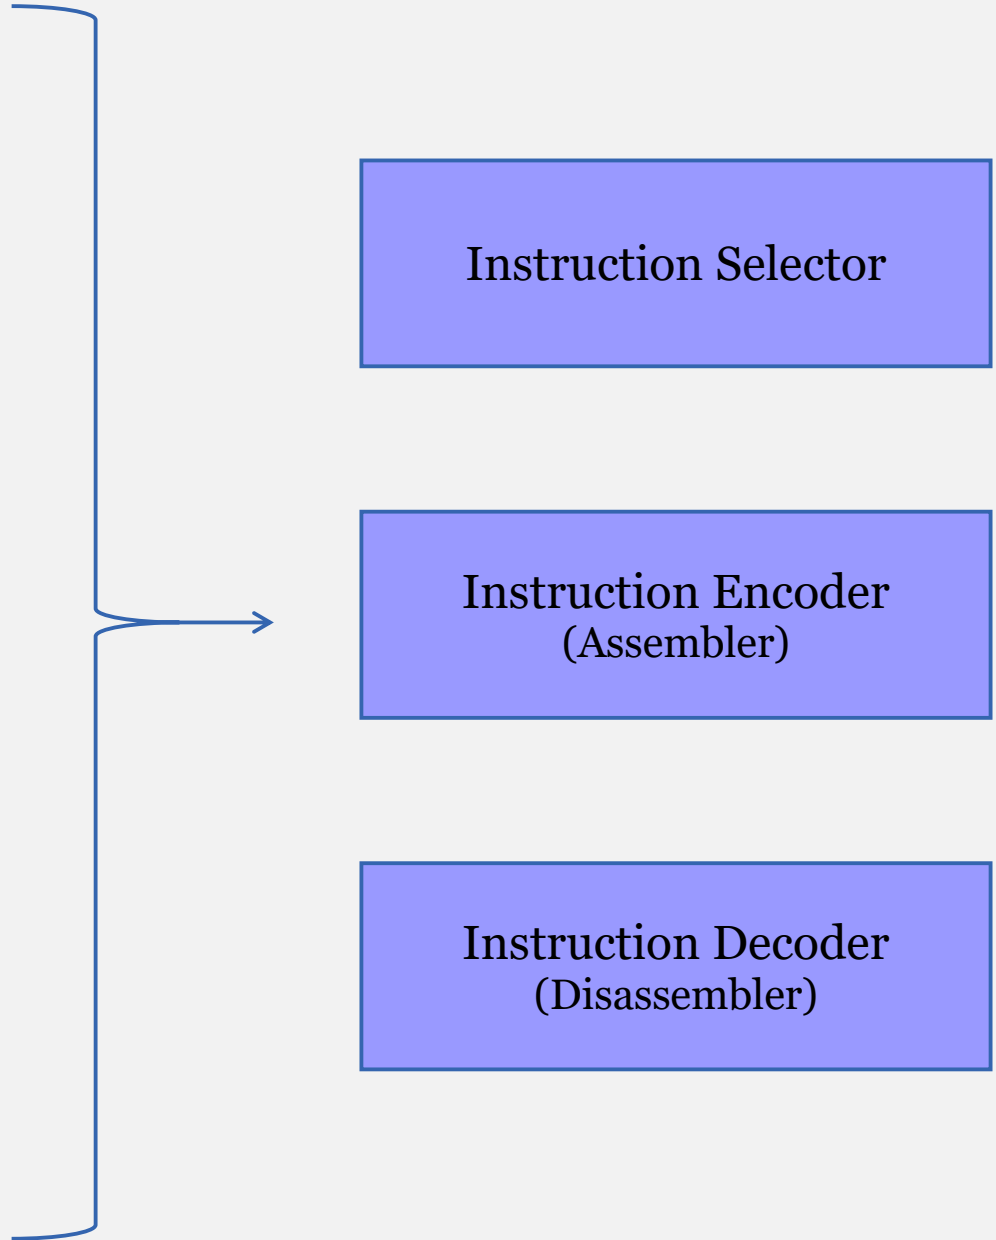 Instruction Selector
Instruction Encoder
(Assembler)
Instruction Decoder
(Disassembler)